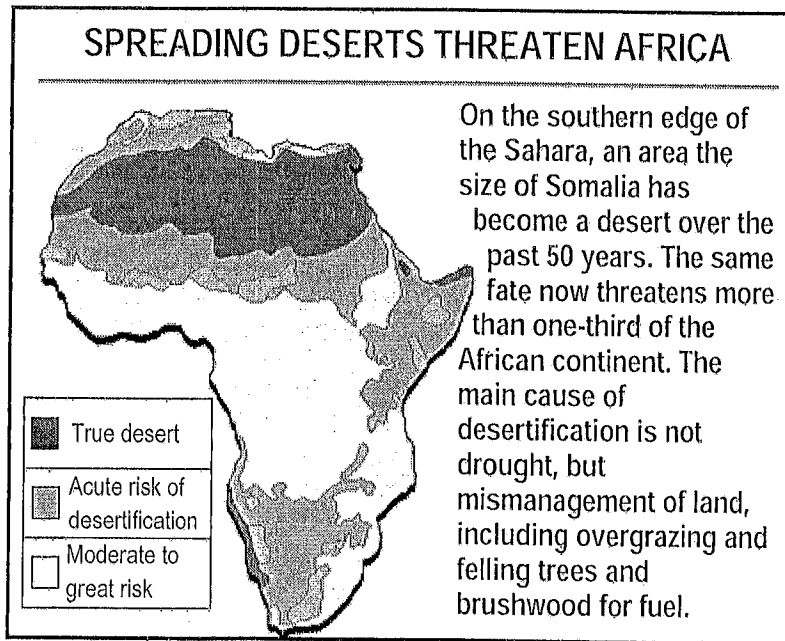 SPREADING DESERTS THREATEN AFRICA
On the southern edge of
the Sahara, an area the
size of Somalia has
become a desert over the
past 50 years. The same
fate now threatens more
than one-third of the
African continent. The
main cause of
desertification is not
drought, but
mismanagement of land,
including overgrazing and
felling trees and
brushwood for fuel.
True desert
Acute risk of
desertification
Moderate to
great risk